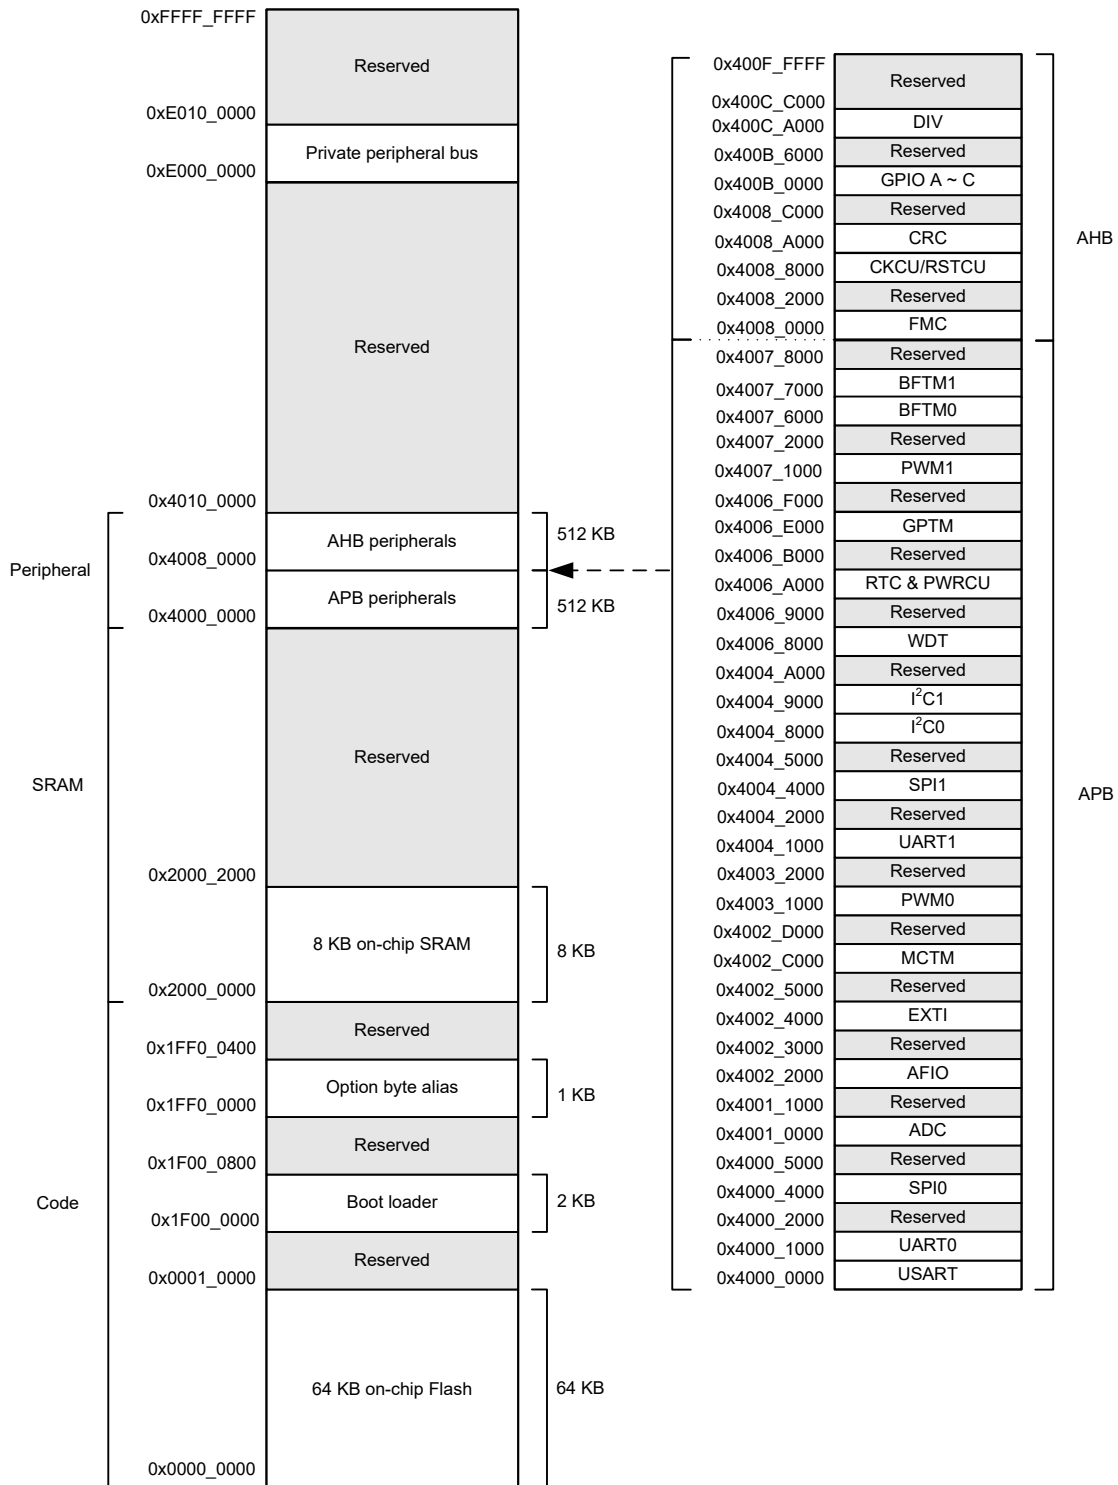 0xFFFF_FFFF
Reserved
0xE010_0000
Private peripheral bus
0xE000_0000
Reserved
0x4010_0000
AHB peripherals
512 KB
0x4008_0000
Peripheral
APB peripherals
512 KB
0x4000_0000
Reserved
SRAM
0x2000_2000
8 KB on-chip SRAM
8 KB
0x2000_0000
Reserved
0x1FF0_0400
Option byte alias
1 KB
0x1FF0_0000
Reserved
0x1F00_0800
Code
Boot loader
2 KB
0x1F00_0000
Reserved
0x0001_0000
64 KB on-chip Flash
64 KB
0x0000_0000
0x400F_FFFF
Reserved
0x400C_C000
0x400C_A000 DIV
0x400B_6000 Reserved
0x400B_0000 GPIO A ~ C
0x4008_C000 Reserved
0x4008_A000 CRC
AHB
0x4008_8000 CKCU/RSTCU
0x4008_2000 Reserved
0x4008_0000 FMC
0x4007_8000 Reserved
0x4007_7000 BFTM1
0x4007_6000 BFTM0
0x4007_2000 Reserved
0x4007_1000 PWM1
0x4006_F000 Reserved
0x4006_E000 GPTM
0x4006_B000 Reserved
0x4006_A000 RTC & PWRCU
0x4006_9000 Reserved
0x4006_8000 WDT
0x4004_A000 Reserved
0x4004_9000 I²C1
0x4004_8000 I²C0
0x4004_5000 Reserved
0x4004_4000 SPI1
APB
0x4004_2000 Reserved
0x4004_1000 UART1
0x4003_2000 Reserved
0x4003_1000 PWM0
0x4002_D000 Reserved
0x4002_C000 MCTM
0x4002_5000 Reserved
0x4002_4000 EXTI
0x4002_3000 Reserved
0x4002_2000 AFIO
0x4001_1000 Reserved
0x4001_0000 ADC
0x4000_5000 Reserved
0x4000_4000 SPI0
0x4000_2000 Reserved
0x4000_1000 UART0
0x4000_0000 USART